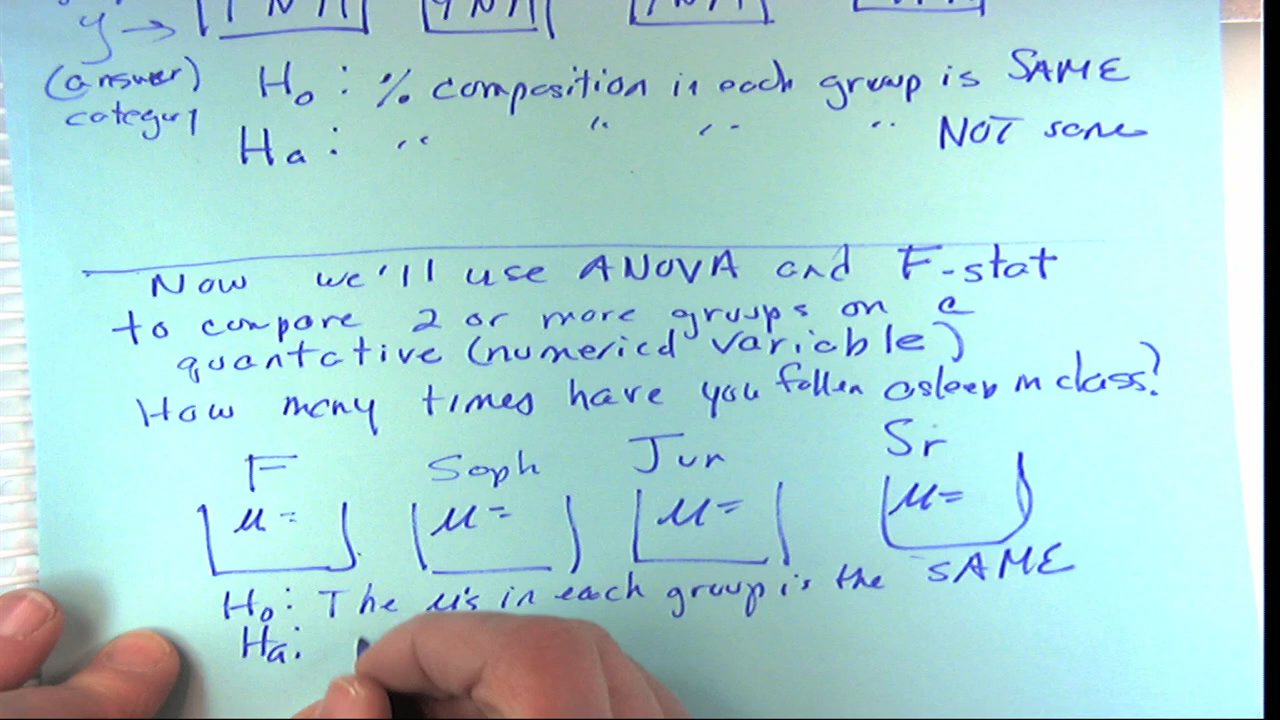 y →
(answer)
categori
Ho : % composition in each group is SAME
Ha : " " " " NOT same
Now we'll use ANOVA and F-stat
to compare 2 or more groups on a
quantative (numerical variable)
How many times have you fallen asleep in class?
F Soph Jun Sr
μ= μ= μ= μ=
Ho: The μ's in each group is the SAME
Ha: